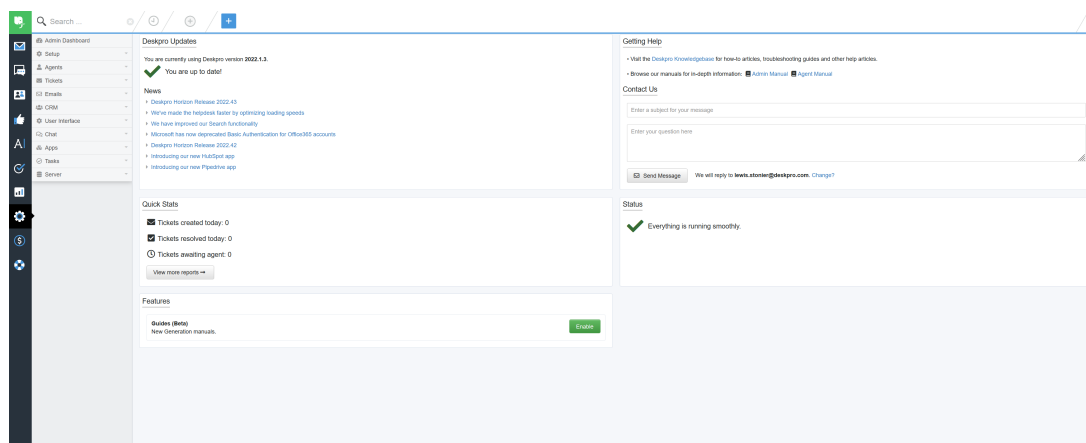 Search ...
Admin Dashboard
Setup
Agents
Tickets
Emails
CRM
User Interface
Chat
Apps
Tasks
Server
Deskpro Updates
You are currently using Deskpro version 2022.1.3.
You are up to date!
News
Deskpro Horizon Release 2022.43
We've made the helpdesk faster by optimizing loading speeds
We have improved our Search functionality
Microsoft has now deprecated Basic Authentication for Office365 accounts
Deskpro Horizon Release 2022.42
Introducing our new HubSpot app
Introducing our new Pipedrive app
Getting Help
- Visit the Deskpro Knowledgebase for how-to articles, troubleshooting guides and other help articles.
- Browse our manuals for in-depth information: Admin Manual Agent Manual
Contact Us
Enter a subject for your message
Enter your question here
Send Message We will reply to lewis.stonier@deskpro.com. Change?
Quick Stats
Tickets created today: 0
Tickets resolved today: 0
Tickets awaiting agent: 0
View more reports →
Status
Everything is running smoothly.
Features
Guides (Beta)
New Generation manuals.
Enable